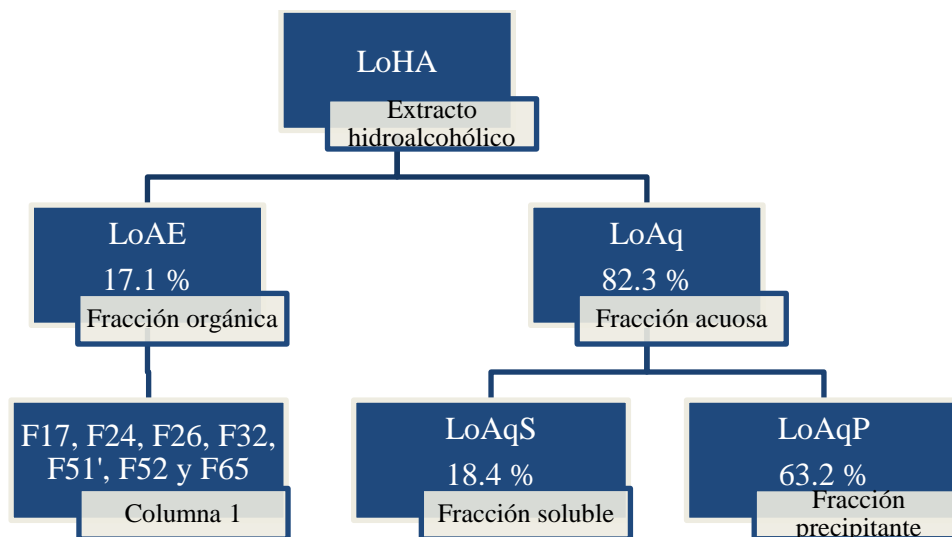 LoHA
Extracto
hidroalcohólico
LoAE
17.1 %
Fracción orgánica
LoAq
82.3 %
Fracción acuosa
F17, F24, F26, F32,
F51', F52 y F65
Columna 1
LoAqS
18.4 %
Fracción soluble
LoAqP
63.2 %
Fracción
precipitante